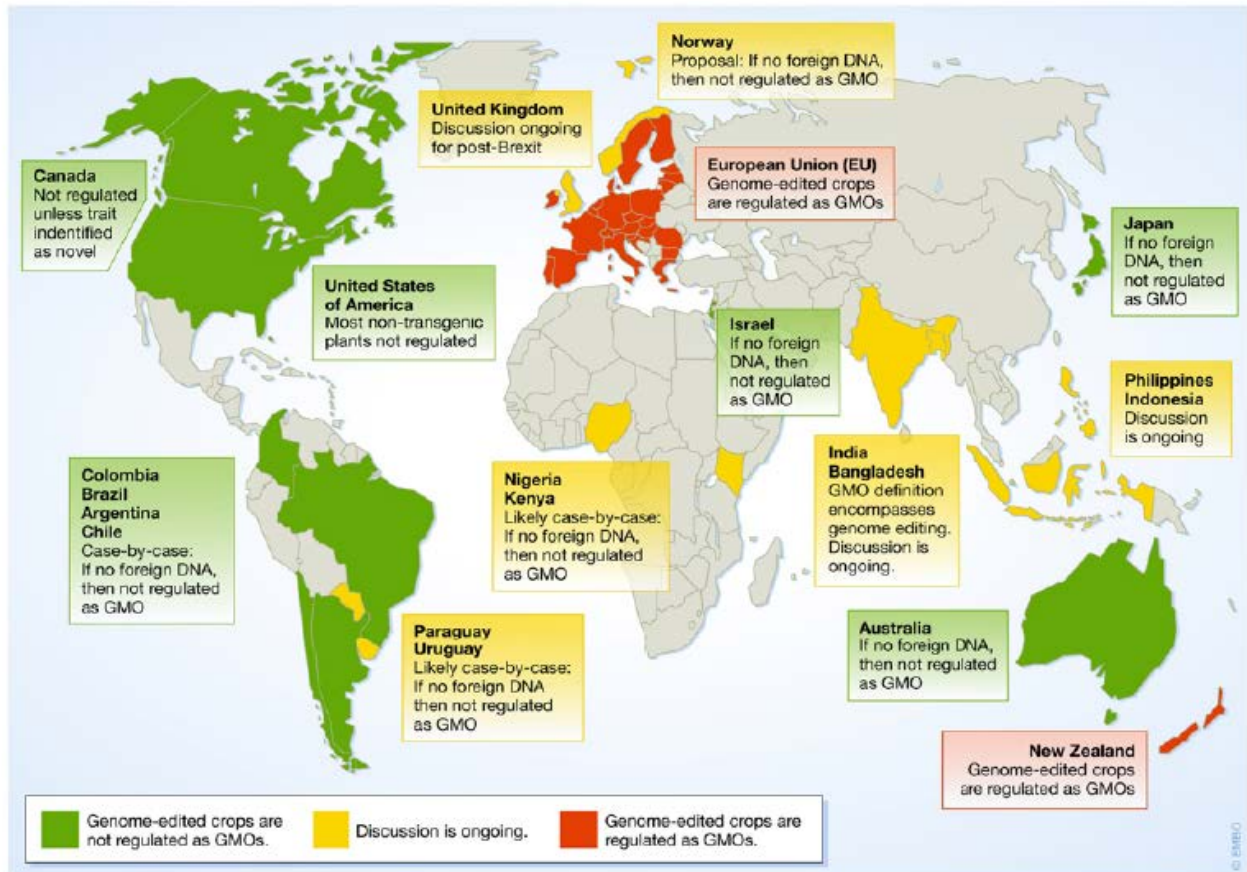 Norway
Proposal: If no foreign DNA,
then not regulated as GMO
United Kingdom
Discussion ongoing
for post-Brexit
European Union (EU)
Genome-edited crops
are regulated as GMOs
Canada
Not regulated
unless trait
indentified
as novel
United States
of America
Most non-transgenic
plants not regulated
Japan
If no foreign
DNA, then
not regulated
as GMO
Israel
If no foreign
DNA, then
not regulated
as GMO
Philippines
Indonesia
Discussion
is ongoing
Colombia
Brazil
Argentina
Chile
Case-by-case:
If no foreign DNA,
then not regulated
as GMO
Nigeria
Kenya
Likely case-by-case:
If no foreign DNA,
then not regulated
as GMO
India
Bangladesh
GMO definition
encompasses
genome editing.
Discussion is
ongoing.
Paraguay
Uruguay
Likely case-by-case:
If no foreign DNA
then not regulated
as GMO
Australia
If no foreign DNA,
then not regulated
as GMO
New Zealand
Genome-edited crops
are regulated as GMOs
Genome-edited crops are
not regulated as GMOs.
Discussion is ongoing.
Genome-edited crops are
regulated as GMOs.
© EMBO